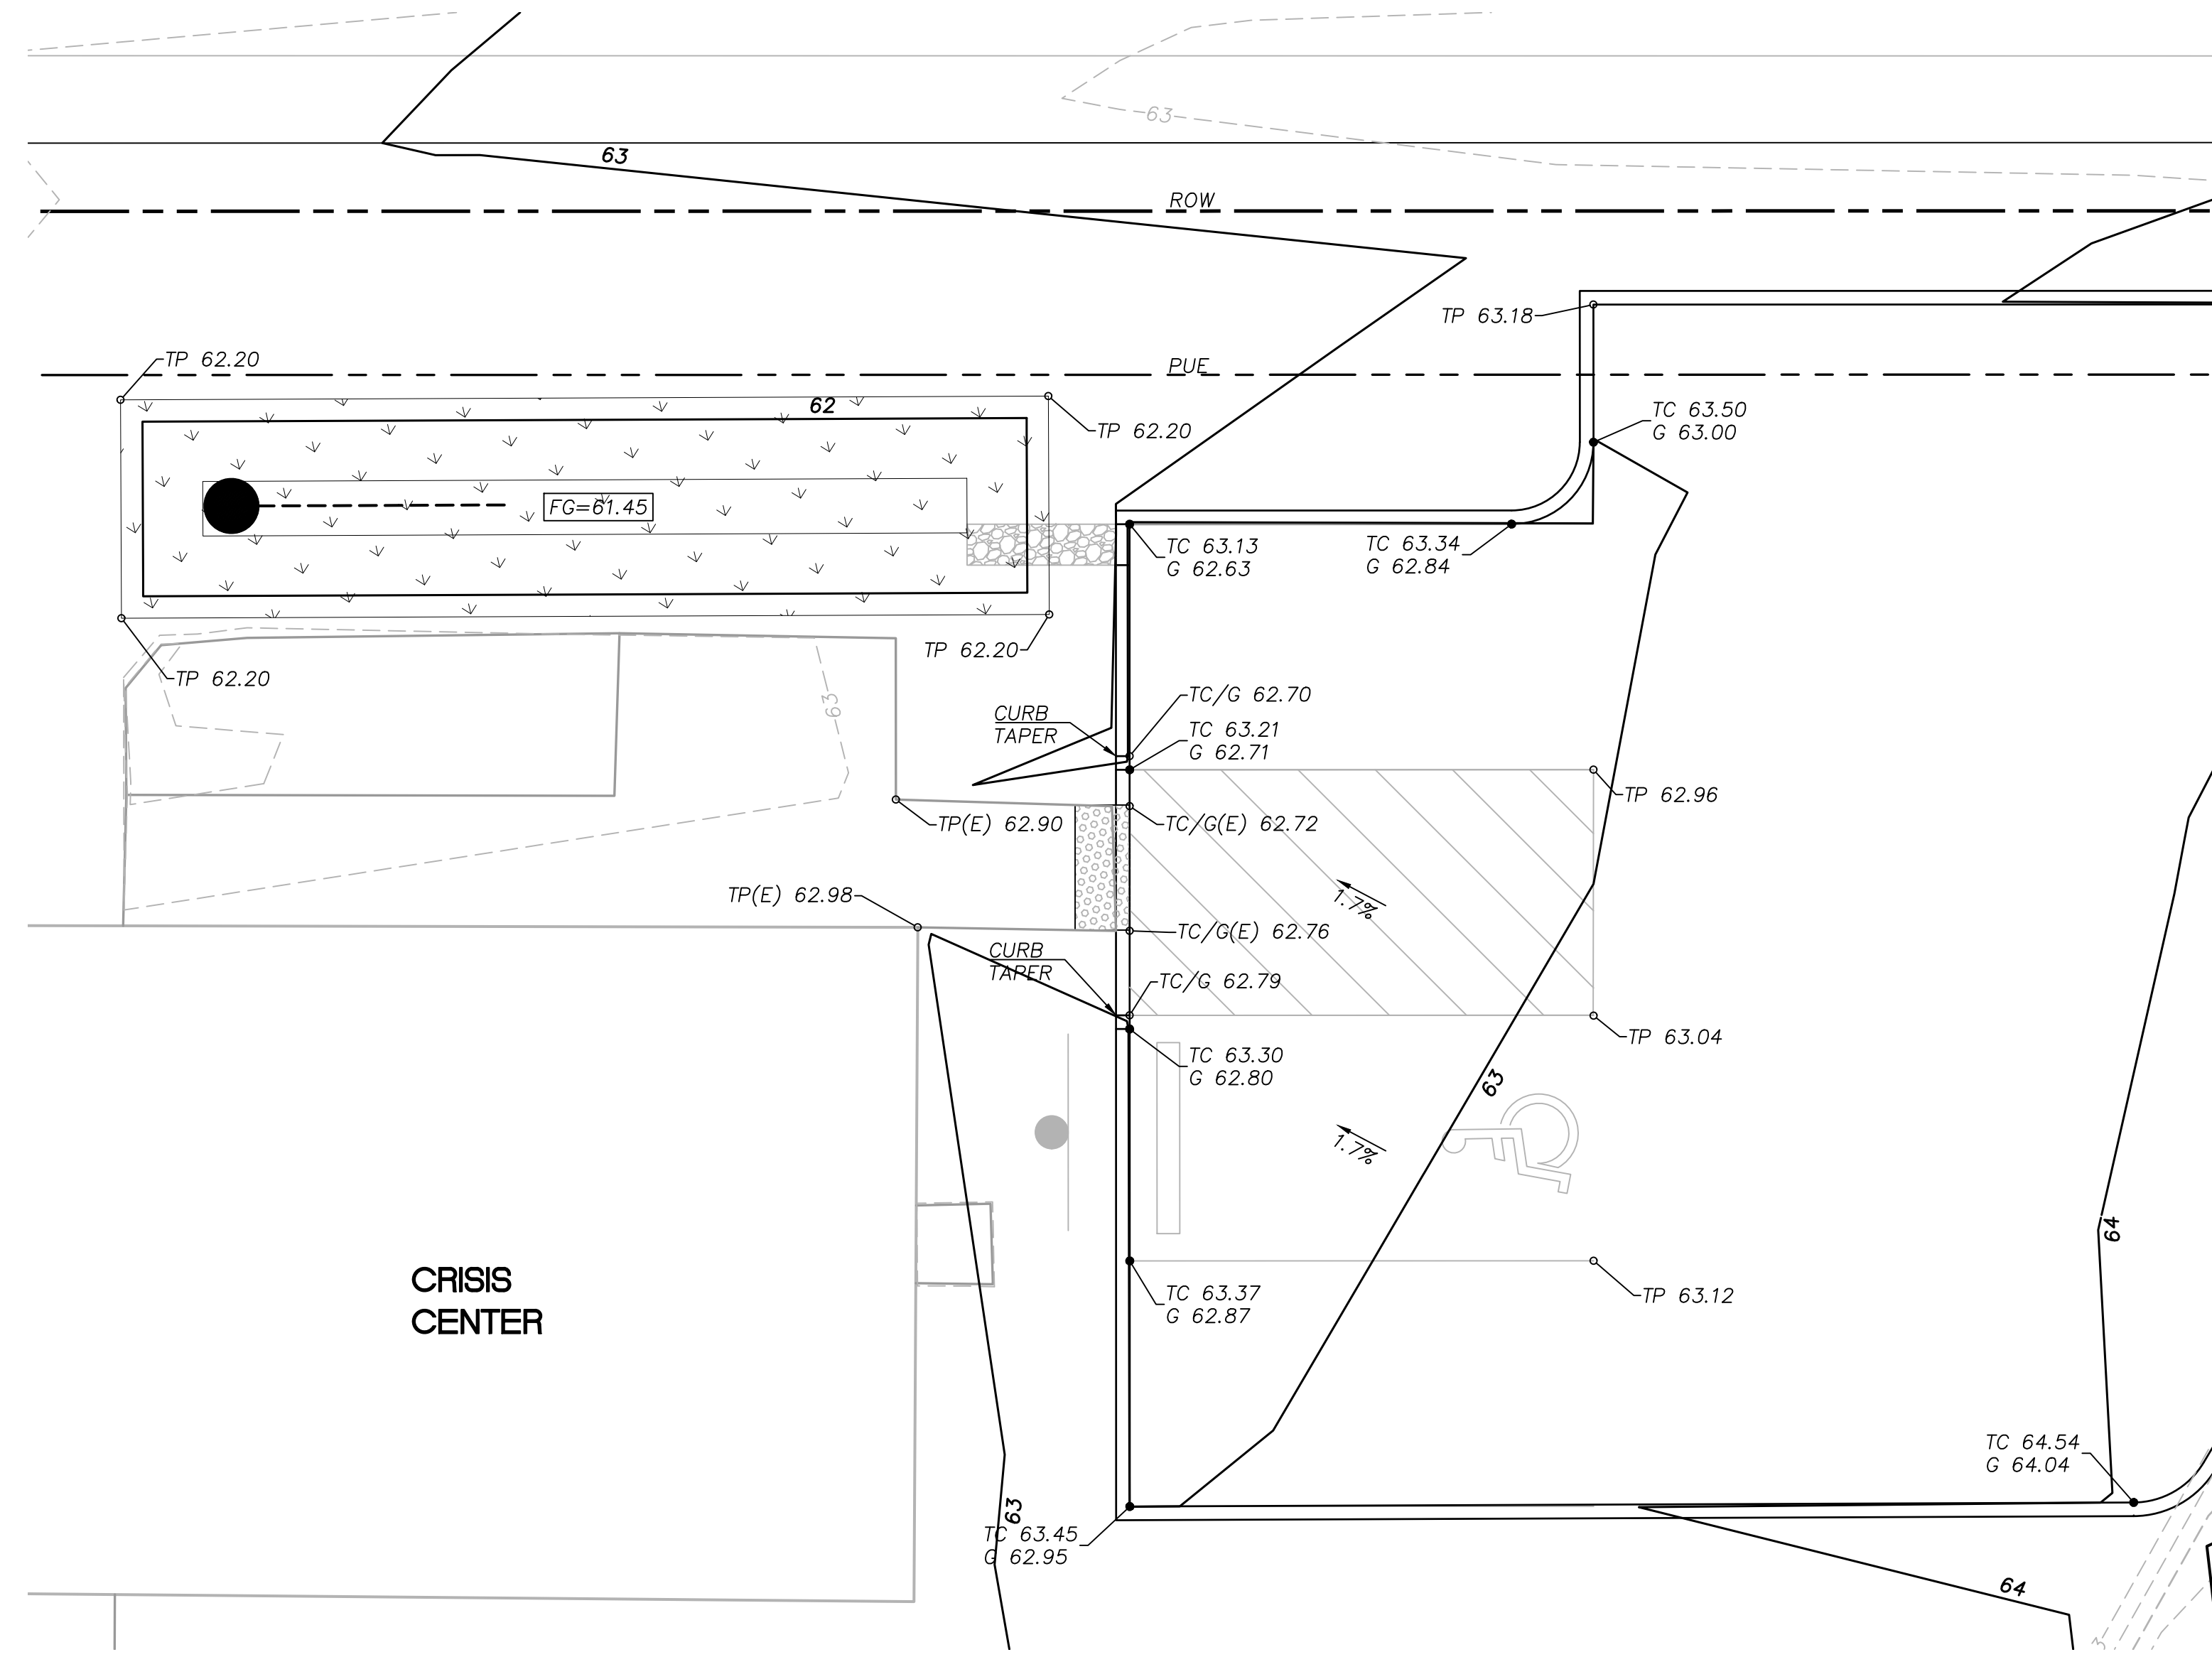 63
63
ROW
TP 63.18
TP 62.20
PUE
62
TP 62.20
TC 63.50
G 63.00
FG=61.45
TC 63.13
G 62.63
TC 63.34
G 62.84
TP 62.20
TP 62.20
63
CURB
TAPER
TC/G 62.70
TC 63.21
G 62.71
TP 62.96
TP(E) 62.90
TC/G(E) 62.72
TP(E) 62.98
1.7%
TC/G(E) 62.76
CURB
TAPER
TC/G 62.79
TP 63.04
TC 63.30
G 62.80
63
1.7%
64
CRISIS
CENTER
TC 63.37
G 62.87
TP 63.12
TC 64.54
G 64.04
63
TC 63.45
G 62.95
64